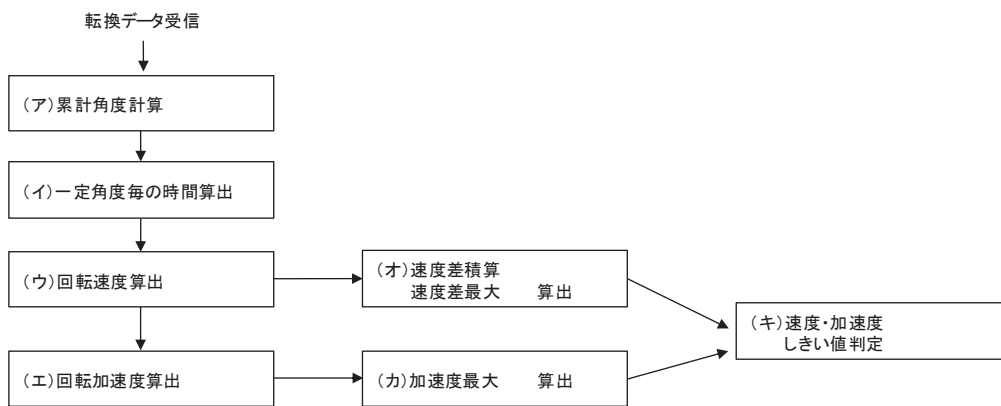 転換データ受信
(ア)累計角度計算
(イ)一定角度毎の時間算出
(ウ)回転速度算出
(オ)速度差積算
速度差最大　算出
(キ)速度・加速度
しきい値判定
(エ)回転加速度算出
(カ)加速度最大　算出